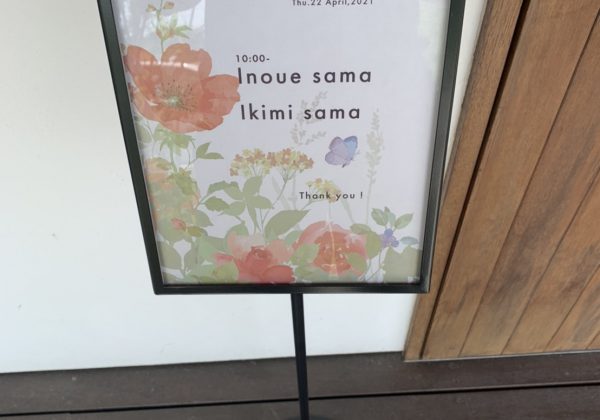 Thu.22 April,2021
10:00-
Inoue sama
Ikimi sama
Thank you !